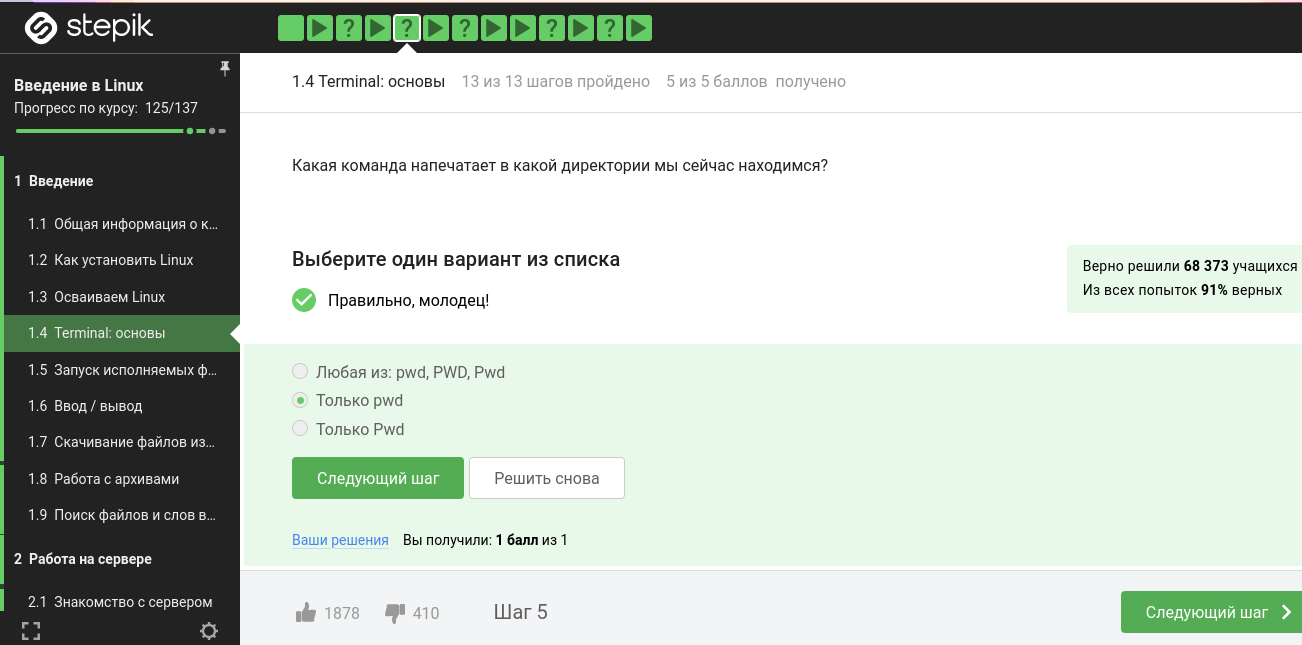 stepik
? ? ? ? ?
Введение в Linux
Прогресс по курсу: 125/137
1 Введение
1.1 Общая информация о к...
1.2 Как установить Linux
1.3 Осваиваем Linux
1.4 Terminal: основы
1.5 Запуск исполняемых ф...
1.6 Ввод / вывод
1.7 Скачивание файлов из...
1.8 Работа с архивами
1.9 Поиск файлов и слов в...
2 Работа на сервере
2.1 Знакомство с сервером
1.4 Terminal: основы 13 из 13 шагов пройдено 5 из 5 баллов получено
Какая команда напечатает в какой директории мы сейчас находимся?
Выберите один вариант из списка
Правильно, молодец!
Верно решили 68 373 учащихся
Из всех попыток 91% верных
Любая из: pwd, PWD, Pwd
Только pwd
Только Pwd
Следующий шаг Решить снова
Ваши решения Вы получили: 1 балл из 1
1878 410 Шаг 5 Следующий шаг